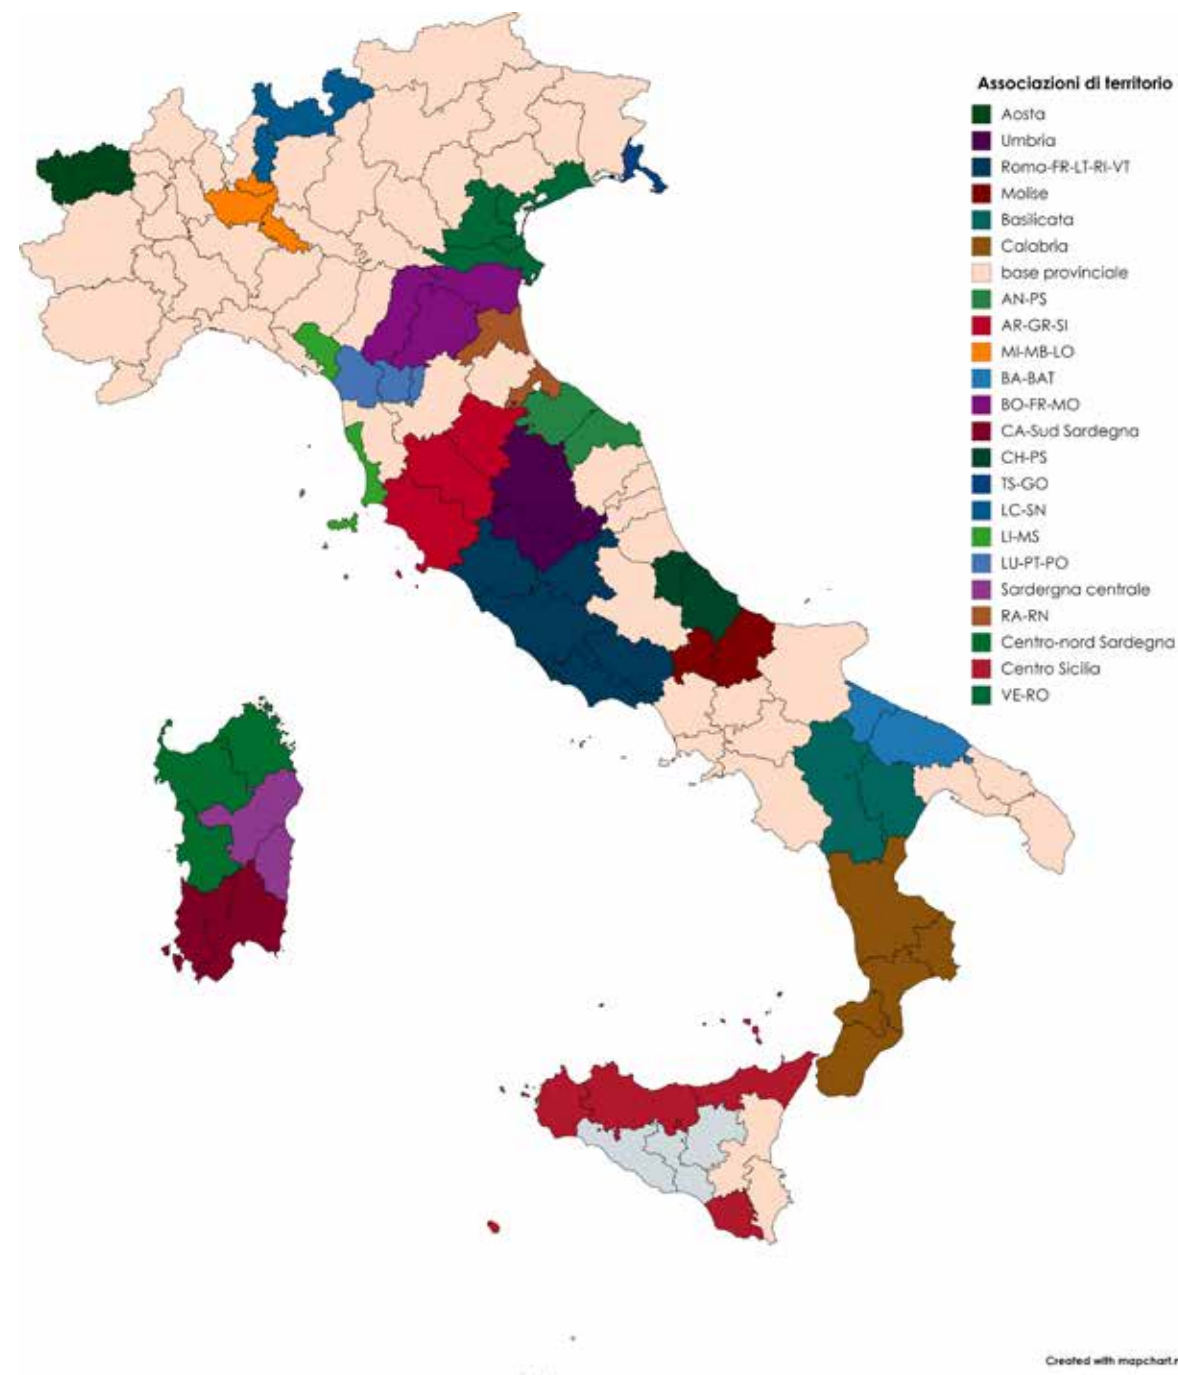 Associazioni di territorio
Aosta
Umbria
Roma-FR-LT-RI-VT
Molise
Basilicata
Calabria
base provinciale
AN-PS
AR-GR-SI
MI-MB-LO
BA-BAT
BO-FR-MO
CA-Sud Sardegna
CH-PS
TS-GO
LC-SN
LI-MS
LU-PT-PO
Sardergna centrale
RA-RN
Centro-nord Sardegna
Centro Sicilia
VE-RO
Created with mapchart.n